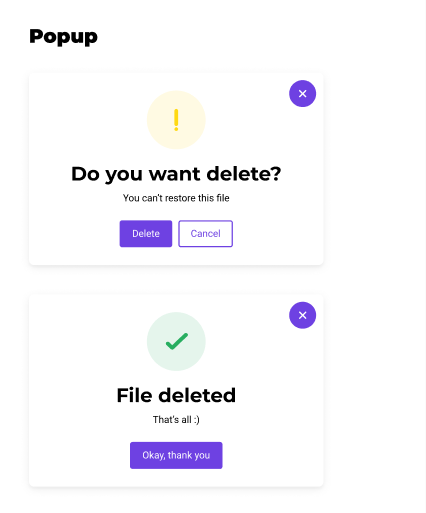 Popup
Do you want delete?
You can't restore this file
Delete
Cancel
File deleted
That's all :)
Okay, thank you